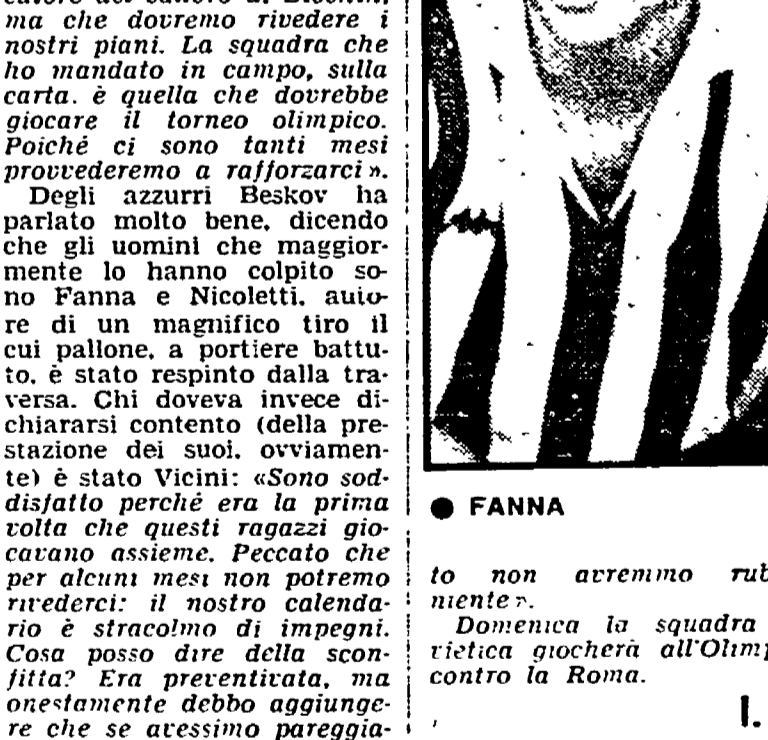 ma che dovremo rivedere i
nostri piani. La squadra che
ho mandato in campo, sulla
carta. è quella che dovrebbe
giocare il torneo olimpico.
Poiché ci sono tanti mesi
provvederemo a rafforzarci».
Degli azzurri Beskov ha
parlato molto bene, dicendo
che gli uomini che maggior-
mente lo hanno colpito so-
no Fanna e Nicoletti, auto-
re di un magnifico tiro il
cui pallone, a portiere battu-
to, è stato respinto dalla tra-
versa. Chi doveva invece di-
chiararsi contento (della pre-
stazione dei suoi, ovviamen-
te) è stato Vicini: «Sono sod-
disfatto perché era la prima
volta che questi ragazzi gio-
cavano assieme. Peccato che
per alcuni mesi non potremo
rivederci: il nostro calenda-
rio è stracolmo di impegni.
Cosa posso dire della scon-
fitta? Era preventivata, ma
onestamente debbo aggiunge-
re che se avessimo pareggia-
● FANNA
to non avremmo rub
niente».
Domenica la squadra
vietica giocherà all'Olimp
contro la Roma.
l.